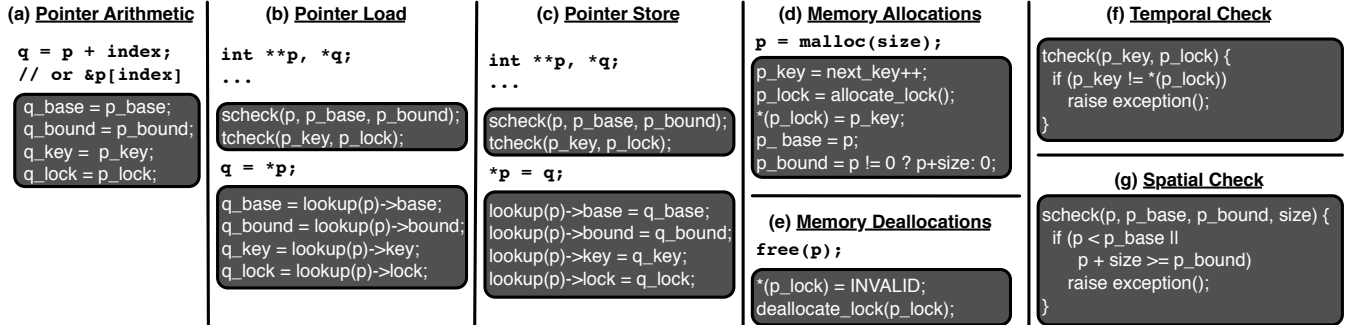 (a) Pointer Arithmetic
q = p + index;
// or &p[index]
q_base = p_base;
q_bound = p_bound;
q_key =  p_key;
q_lock = p_lock;
(b) Pointer Load
int **p, *q;
...
scheck(p, p_base, p_bound);
tcheck(p_key, p_lock);
q = *p;
q_base = lookup(p)->base;
q_bound = lookup(p)->bound;
q_key = lookup(p)->key;
q_lock = lookup(p)->lock;
(c) Pointer Store
int **p, *q;
...
scheck(p, p_base, p_bound);
tcheck(p_key, p_lock);
*p = q;
lookup(p)->base = q_base;
lookup(p)->bound = q_bound;
lookup(p)->key = q_key;
lookup(p)->lock = q_lock;
(d) Memory Allocations
p = malloc(size);
p_key = next_key++;
p_lock = allocate_lock();
*(p_lock) = p_key;
p_ base = p;
p_bound = p != 0 ? p+size: 0;
(e) Memory Deallocations
free(p);
*(p_lock) = INVALID;
deallocate_lock(p_lock);
(f) Temporal Check
tcheck(p_key, p_lock) {
if (p_key != *(p_lock))
raise exception();
}
(g) Spatial Check
scheck(p, p_base, p_bound, size) {
if (p < p_base ||
p + size >= p_bound)
raise exception();
}